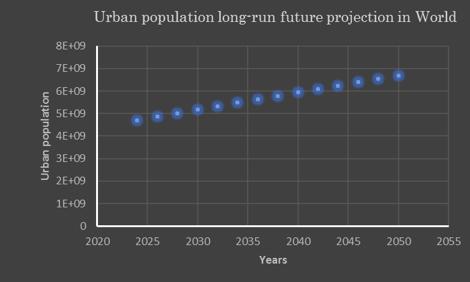 Urban population long-run future projection in World
8E+09
7E+09
6E+09
5E+09
4E+09
3E+09
2E+09
1E+09
0
Urban population
2020 2025 2030 2035 2040 2045 2050 2055
Years